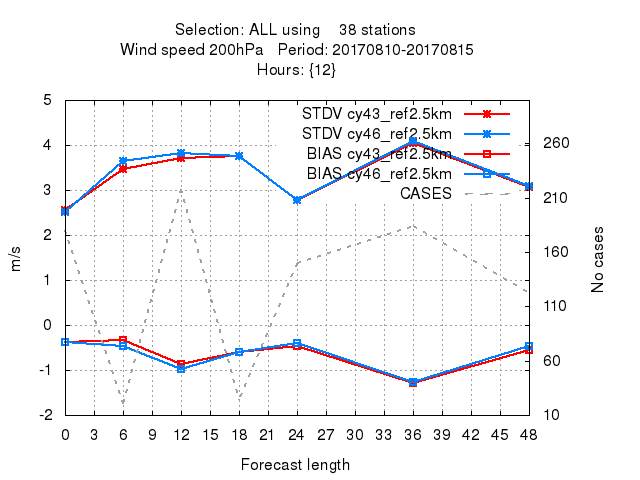 Selection: ALL using    38 stations
Wind speed 200hPa   Period: 20170810-20170815
Hours: {12}
STDV cy43_ref2.5km
STDV cy46_ref2.5km
BIAS cy43_ref2.5km
BIAS cy46_ref2.5km
CASES
5
4
3
2
1
0
-1
-2
m/s
260
210
160
110
60
10
No cases
0 3 6 9 12 15 18 21 24 27 30 33 36 39 42 45 48
Forecast length